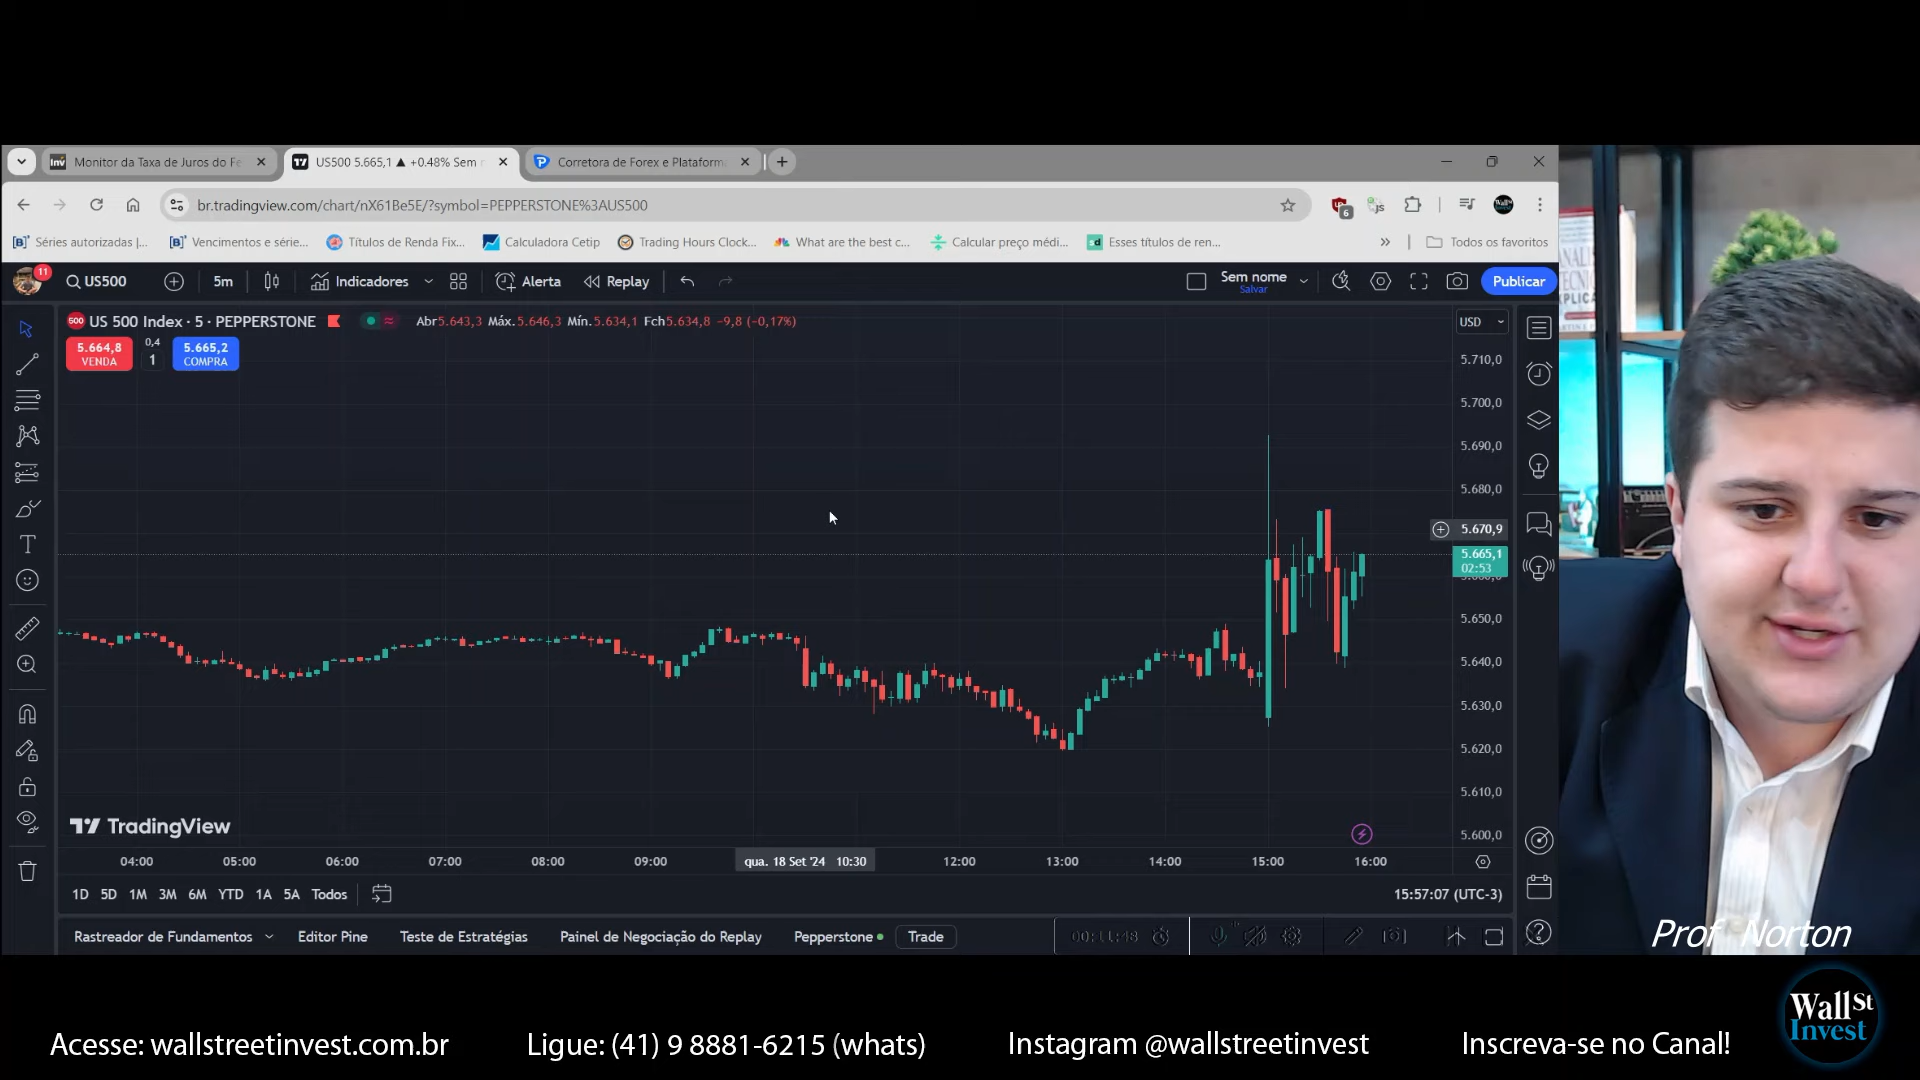 Monitor da Taxa de Juros do Fe
US500 5.665,1 ▲ +0.48% Sem
Corretora de Forex e Plataform
br.tradingview.com/chart/nX61Be5E/?symbol=PEPPERSTONE%3AUS500
Séries autorizadas |...
Vencimentos e série...
Títulos de Renda Fix...
Calculadora Cetip
Trading Hours Clock...
What are the best c...
Calcular preço médi...
Esses títulos de ren...
Todos os favoritos
11
US500
5m
Indicadores
Alerta
Replay
Sem nome
Salvar
Publicar
US 500 Index · 5 · PEPPERSTONE
Abr5.643,3 Máx.5.646,3 Mín.5.634,1 Fch5.634,8 -9,8 (-0,17%)
USD
5.664,8
VENDA
0,4
1
5.665,2
COMPRA
5.710,0
5.700,0
5.690,0
5.680,0
5.670,9
5.665,1
02:53
5.650,0
5.640,0
5.630,0
5.620,0
5.610,0
5.600,0
TradingView
04:00
05:00
06:00
07:00
08:00
09:00
qua. 18 Set '24 10:30
12:00
13:00
14:00
15:00
16:00
1D 5D 1M 3M 6M YTD 1A 5A Todos
15:57:07 (UTC-3)
Rastreador de Fundamentos
Editor Pine
Teste de Estratégias
Painel de Negociação do Replay
Pepperstone
Trade
00:11:48
Prof Norton
Acesse: wallstreetinvest.com.br
Ligue: (41) 9 8881-6215 (whats)
Instagram @wallstreetinvest
Inscreva-se no Canal!
Wall St
Invest